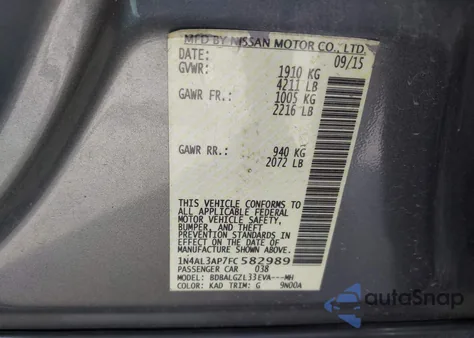 MFD BY NISSAN MOTOR CO., LTD.
09/15
GVWR: 1910 KG
4211 LB
GAWR FR.: 1005 KG
2216 LB
GAWR RR.: 940 KG
2072 LB
THIS VEHICLE CONFORMS TO
ALL APPLICABLE FEDERAL
MOTOR VEHICLE SAFETY,
BUMPER, AND THEFT
PREVENTION STANDARDS IN
EFFECT ON THE DATE OF
MANUFACTURE SHOWN ABOVE.
1N4AL3AP7FC582989
PASSENGER CAR 038
MODEL: BDBALGZL33EVA---MH
COLOR: KAD TRIM: G 9N00A
autoSnap